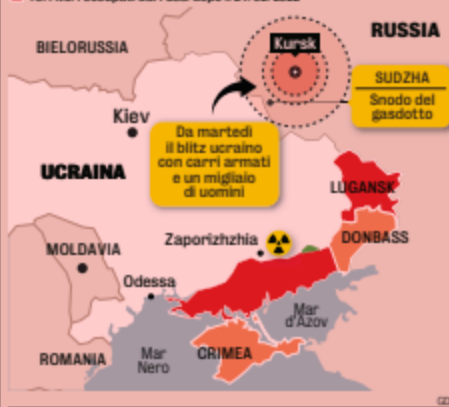 RUSSIA
BIELORUSSIA
Kursk
SUDZHA
Snodo del
gasdotto
Kiev
Da martedì
il blitz ucraino
con carri armati
e un migliaio
di uomini
UCRAINA
LUGANSK
DONBASS
Zaporizhzhia
MOLDAVIA
Odessa
Mar
d'Azov
ROMANIA
Mar
Nero
CRIMEA